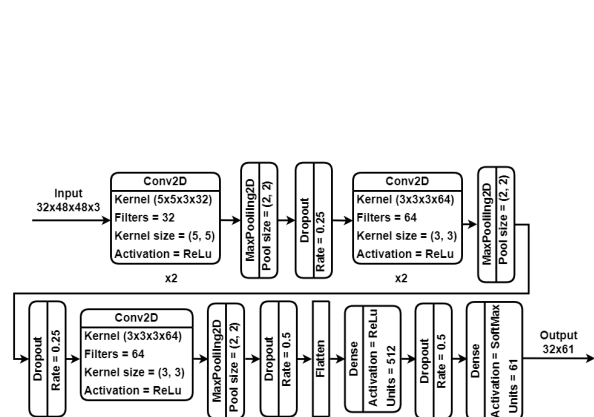 Input
32x48x48x3
Conv2D
Kernel (5x5x3x32)
Filters = 32
Kernel size = (5, 5)
Activation = ReLu
x2
MaxPooliIng2D
Pool size = (2, 2)
Dropout
Rate = 0.25
Conv2D
Kernel (3x3x3x64)
Filters = 64
Kernel size = (3, 3)
Activation = ReLu
x2
MaxPooliIng2D
Pool size = (2, 2)
Dropout
Rate = 0.25
Conv2D
Kernel (3x3x3x64)
Filters = 64
Kernel size = (3, 3)
Activation = ReLu
MaxPooliIng2D
Pool size = (2, 2)
Dropout
Rate = 0.5
Flatten
Dense
Activation = ReLu
Units = 512
Dropout
Rate = 0.5
Dense
Activation = SoftMax
Units = 61
Output
32x61